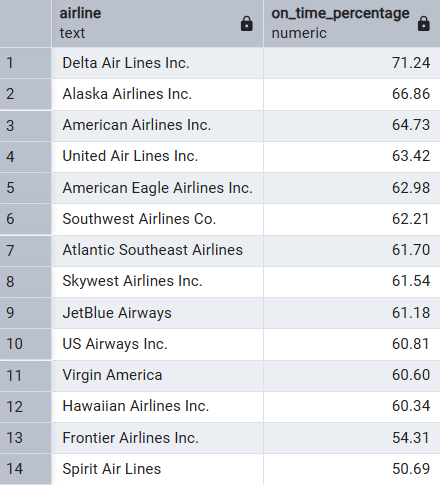 airline on_time_percentage
text numeric
1 Delta Air Lines Inc. 71.24
2 Alaska Airlines Inc. 66.86
3 American Airlines Inc. 64.73
4 United Air Lines Inc. 63.42
5 American Eagle Airlines Inc. 62.98
6 Southwest Airlines Co. 62.21
7 Atlantic Southeast Airlines 61.70
8 Skywest Airlines Inc. 61.54
9 JetBlue Airways 61.18
10 US Airways Inc. 60.81
11 Virgin America 60.60
12 Hawaiian Airlines Inc. 60.34
13 Frontier Airlines Inc. 54.31
14 Spirit Air Lines 50.69